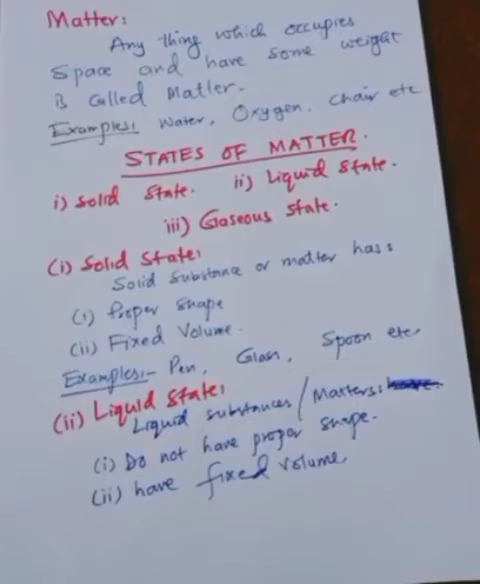 Matter:
Any thing which occupies
Space and have some weight
is Called Matter.
Examples: Water, Oxygen, Chair etc
STATES OF MATTER.
i) Solid State. ii) Liquid State.
iii) Gaseous State.
(i) Solid State:
Solid Substance or matter has:
(i) Proper Shape
(ii) Fixed Volume.
Examples:- Pen, Glass, Spoon etc
(ii) Liquid State:
Liquid substances/Matters:
(i) Do not have proper shape.
(ii) have fixed volume